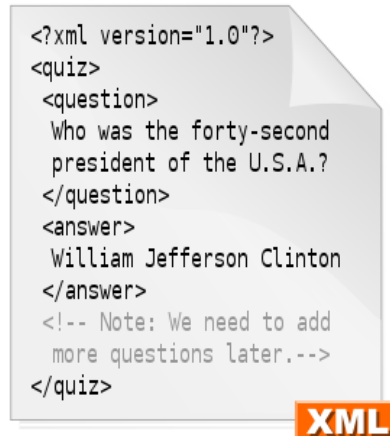 <?xml version="1.0"?>
<quiz>
<question>
Who was the forty-second
president of the U.S.A.?
</question>
<answer>
William Jefferson Clinton
</answer>
<!-- Note: We need to add
more questions later.-->
</quiz>
XML